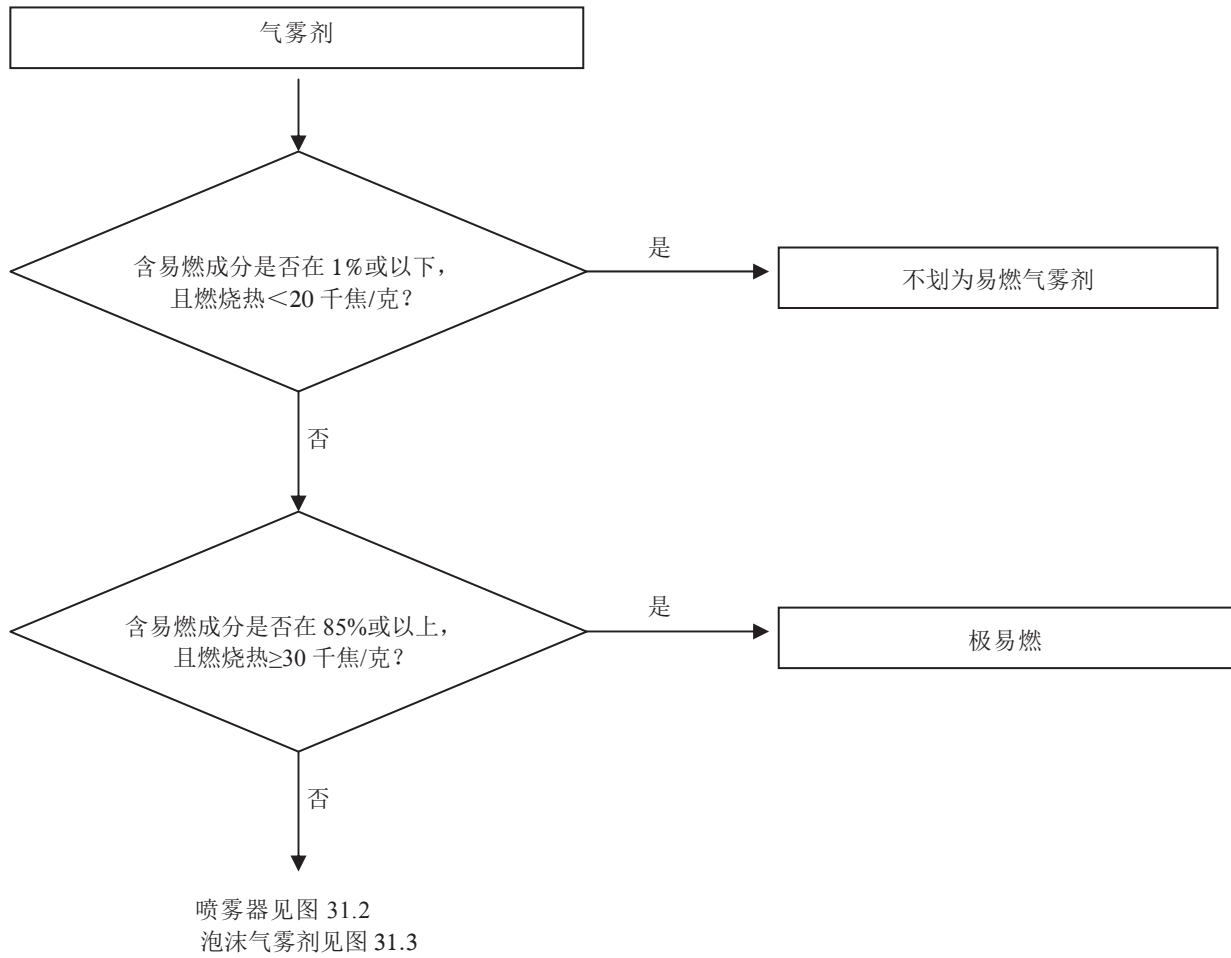 气雾剂
含易燃成分是否在 1%或以下，
且燃烧热＜20 千焦/克？
是
不划为易燃气雾剂
否
含易燃成分是否在 85%或以上，
且燃烧热≥30 千焦/克？
是
极易燃
否
喷雾器见图 31.2
泡沫气雾剂见图 31.3